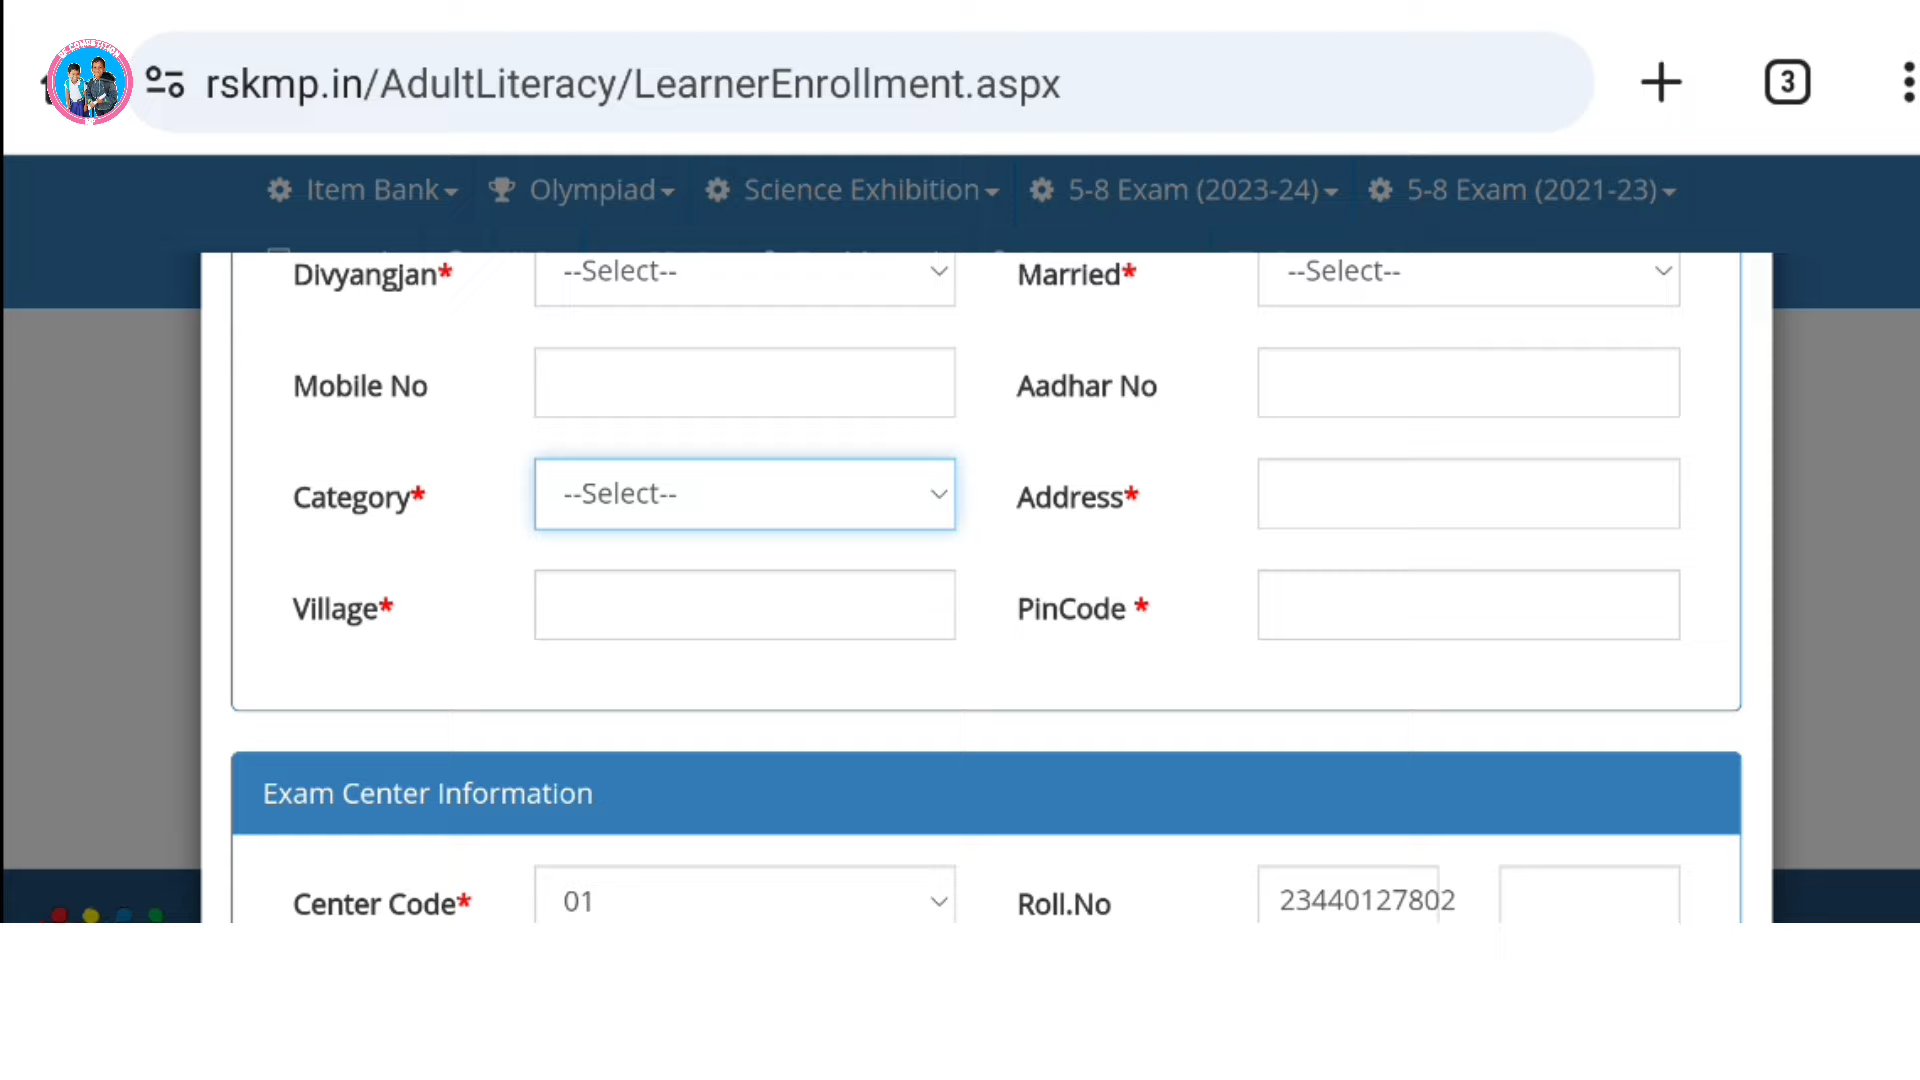 rskmp.in/AdultLiteracy/LearnerEnrollment.aspx
3
Item Bank Olympiad Science Exhibition 5-8 Exam (2023-24) 5-8 Exam (2021-23)
Divyangjan* --Select-- Married* --Select--
Mobile No Aadhar No
Category* --Select-- Address*
Village* PinCode *
Exam Center Information
Center Code* 01 Roll.No 23440127802